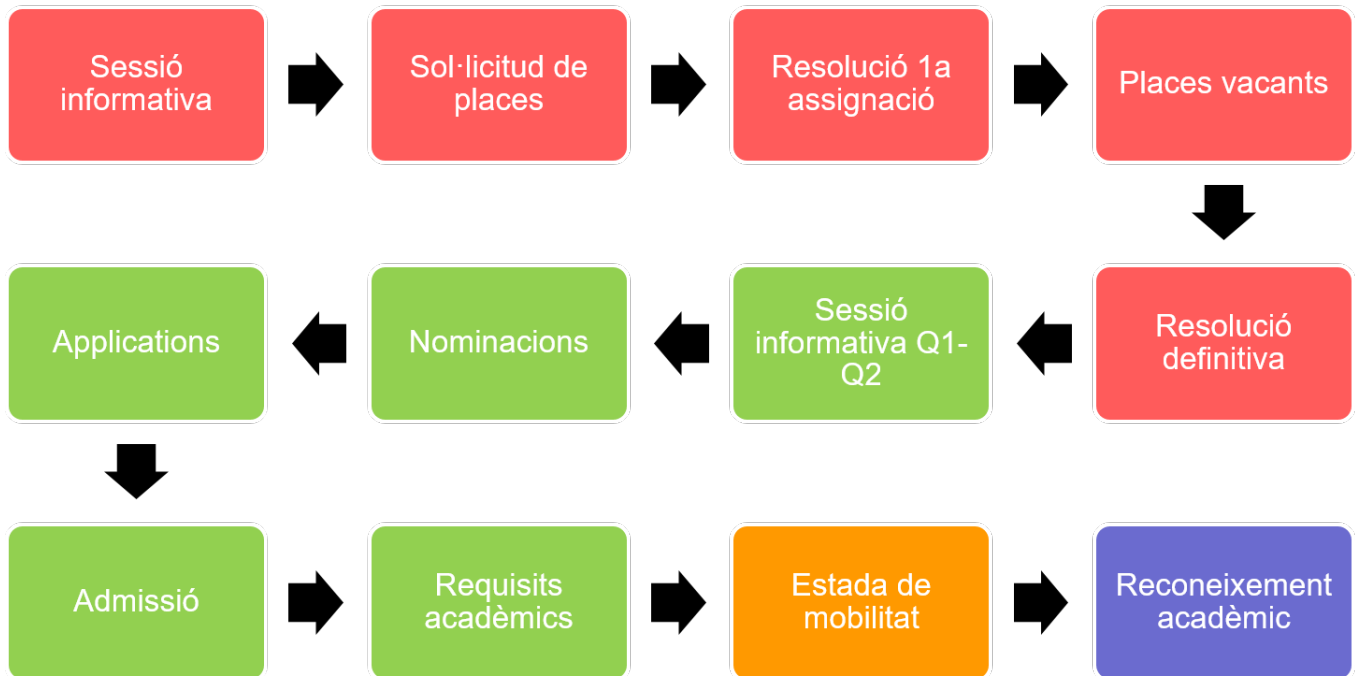 Sessió
informativa
Sol·licitud de
places
Resolució 1a
assignació
Places vacants
Resolució
definitiva
Sessió
informativa Q1-
Q2
Nominacions
Applications
Admissió
Requisits
acadèmics
Estada de
mobilitat
Reconeixement
acadèmic